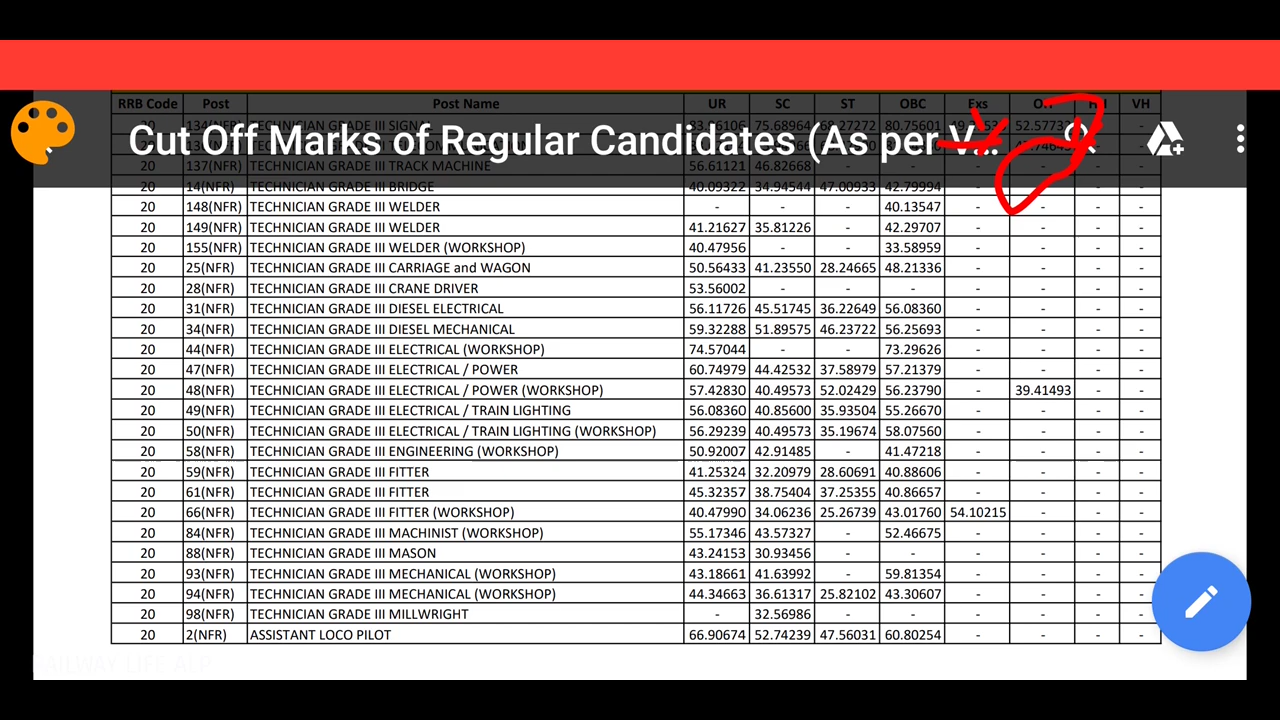 RRB Code Post Post Name UR SC ST OBC Exs VH
Cut Off Marks of Regular Candidates (As per V...
20 134(NFR) TECHNICIAN GRADE III SIGNAL 75.68964 80.75601
20 137(NFR) TECHNICIAN GRADE III TRACK MACHINE 56.61121 46.82668 - - - - - -
20 14(NFR) TECHNICIAN GRADE III BRIDGE 40.09322 34.94544 47.00933 42.79994 - - - -
20 148(NFR) TECHNICIAN GRADE III WELDER - - - 40.13547 - - - -
20 149(NFR) TECHNICIAN GRADE III WELDER 41.21627 35.81226 - 42.29707 - - - -
20 155(NFR) TECHNICIAN GRADE III WELDER (WORKSHOP) 40.47956 - - 33.58959 - - - -
20 25(NFR) TECHNICIAN GRADE III CARRIAGE and WAGON 50.56433 41.23550 28.24665 48.21336 - - - -
20 28(NFR) TECHNICIAN GRADE III CRANE DRIVER 53.56002 - - - - - - -
20 31(NFR) TECHNICIAN GRADE III DIESEL ELECTRICAL 56.11726 45.51745 36.22649 56.08360 - - - -
20 34(NFR) TECHNICIAN GRADE III DIESEL MECHANICAL 59.32288 51.89575 46.23722 56.25693 - - - -
20 44(NFR) TECHNICIAN GRADE III ELECTRICAL (WORKSHOP) 74.57044 - - 73.29626 - - - -
20 47(NFR) TECHNICIAN GRADE III ELECTRICAL / POWER 60.74979 44.42532 37.58979 57.21379 - - - -
20 48(NFR) TECHNICIAN GRADE III ELECTRICAL / POWER (WORKSHOP) 57.42830 40.49573 52.02429 56.23790 - 39.41493 - -
20 49(NFR) TECHNICIAN GRADE III ELECTRICAL / TRAIN LIGHTING 56.08360 40.85600 35.93504 55.26670 - - - -
20 50(NFR) TECHNICIAN GRADE III ELECTRICAL / TRAIN LIGHTING (WORKSHOP) 56.29239 40.49573 35.19674 58.07560 - - - -
20 58(NFR) TECHNICIAN GRADE III ENGINEERING (WORKSHOP) 50.92007 42.91485 - 41.47218 - - - -
20 59(NFR) TECHNICIAN GRADE III FITTER 41.25324 32.20979 28.60691 40.88606 - - - -
20 61(NFR) TECHNICIAN GRADE III FITTER 45.32357 38.75404 37.25355 40.86657 - - - -
20 66(NFR) TECHNICIAN GRADE III FITTER (WORKSHOP) 40.47990 34.06236 25.26739 43.01760 54.10215 - - -
20 84(NFR) TECHNICIAN GRADE III MACHINIST (WORKSHOP) 55.17346 43.57327 - 52.46675 - - - -
20 88(NFR) TECHNICIAN GRADE III MASON 43.24153 30.93456 - - - - - -
20 93(NFR) TECHNICIAN GRADE III MECHANICAL (WORKSHOP) 43.18661 41.63992 - 59.81354 - - - -
20 94(NFR) TECHNICIAN GRADE III MECHANICAL (WORKSHOP) 44.34663 36.61317 25.82102 43.30607 - - - -
20 98(NFR) TECHNICIAN GRADE III MILLWRIGHT - 32.56986 - - - - - -
20 2(NFR) ASSISTANT LOCO PILOT 66.90674 52.74239 47.56031 60.80254 - - - -